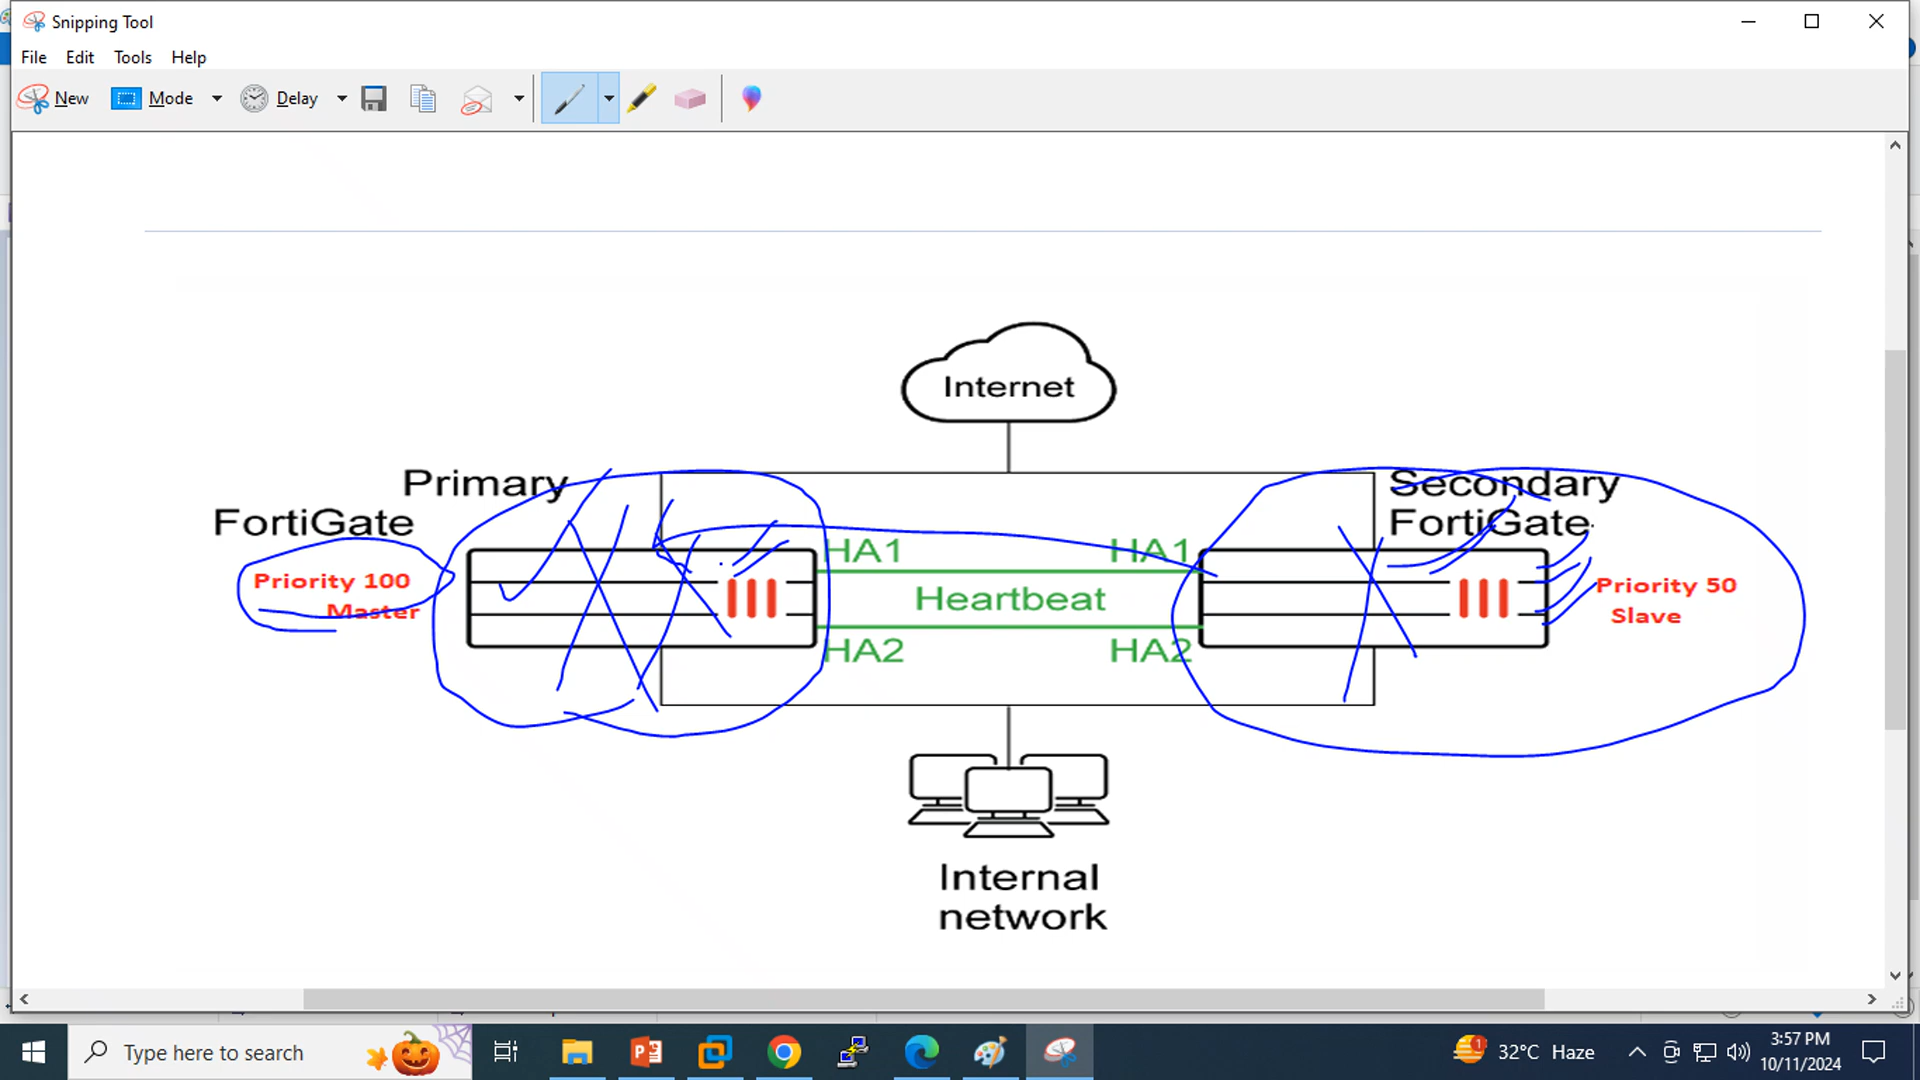 Snipping Tool
File Edit Tools Help
New Mode Delay
Internet
Primary
FortiGate
Priority 100
Master
HA1
HA1
Heartbeat
HA2
HA2
Secondary
FortiGate
Priority 50
Slave
Internal
network
Type here to search
1
32°C Haze
3:57 PM
10/11/2024